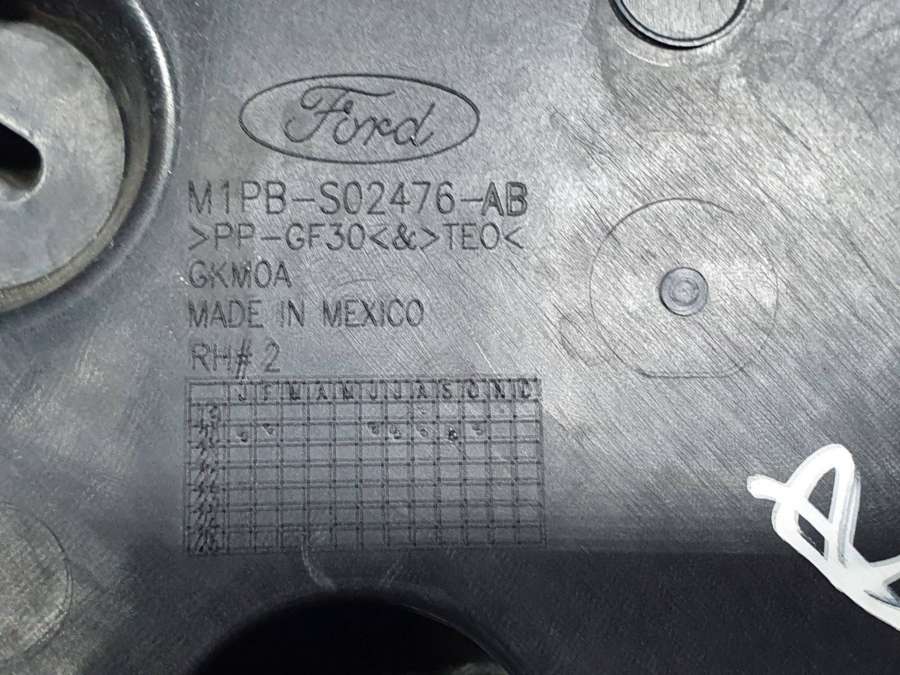 Ford
M1PB-S02476-AB
>PP-GF30<&>TEO<
GKM0A
MADE IN MEXICO
RH# 2
J F M A M J J A S O N D